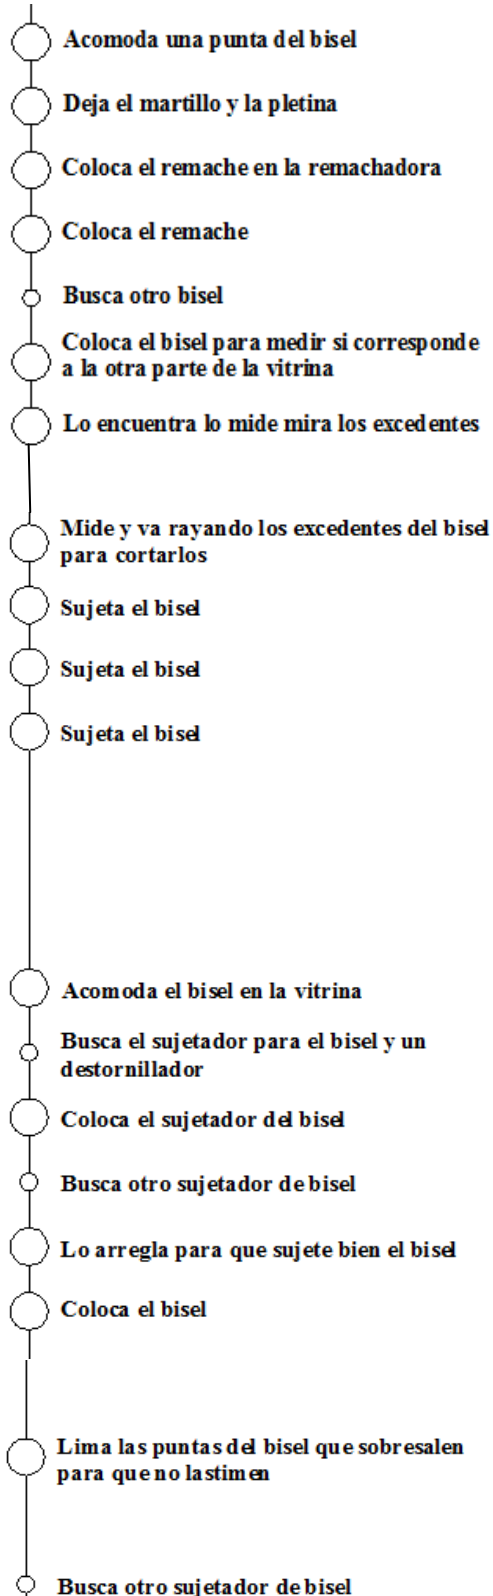 Acomoda una punta del bisel
Deja el martillo y la pletina
Coloca el remache en la remachadora
Coloca el remache
Busca otro bisel
Coloca el bisel para medir si corresponde
a la otra parte de la vitrina
Lo encuentra lo mide mira los excedentes
Mide y va rayando los excedentes del bisel
para cortarlos
Sujeta el bisel
Sujeta el bisel
Sujeta el bisel
Acomoda el bisel en la vitrina
Busca el sujetador para el bisel y un
destornillador
Coloca el sujetador del bisel
Busca otro sujetador de bisel
Lo arregla para que sujete bien el bisel
Coloca el bisel
Lima las puntas del bisel que sobresalen
para que no lastimen
Busca otro sujetador de bisel